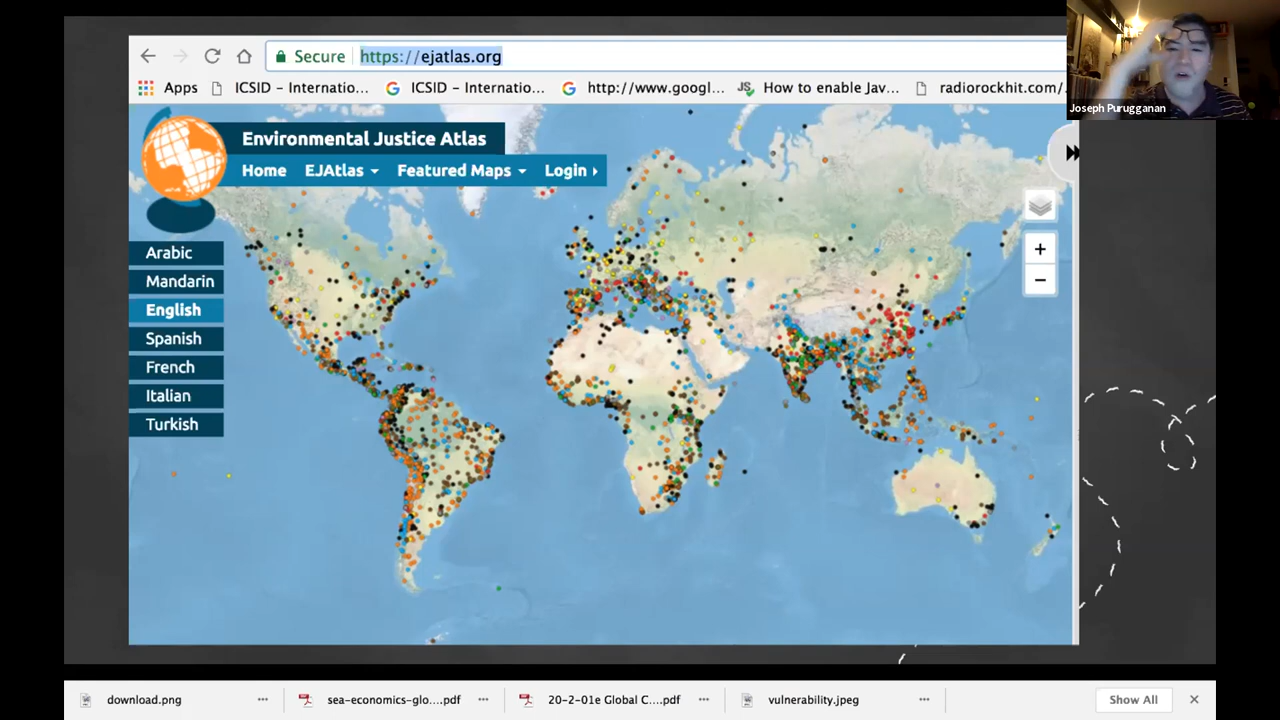 Secure https://ejatlas.org
Apps ICSID – Internatio... ICSID – Internatio... http://www.googl... How to enable Jav... radiorockhit.com/.
Joseph Purugganan
Environmental Justice Atlas
Home EJAtlas Featured Maps Login
Arabic
Mandarin
English
Spanish
French
Italian
Turkish
+
−
download.png sea-economics-glo....pdf 20-2-01e Global C....pdf vulnerability.jpeg Show All